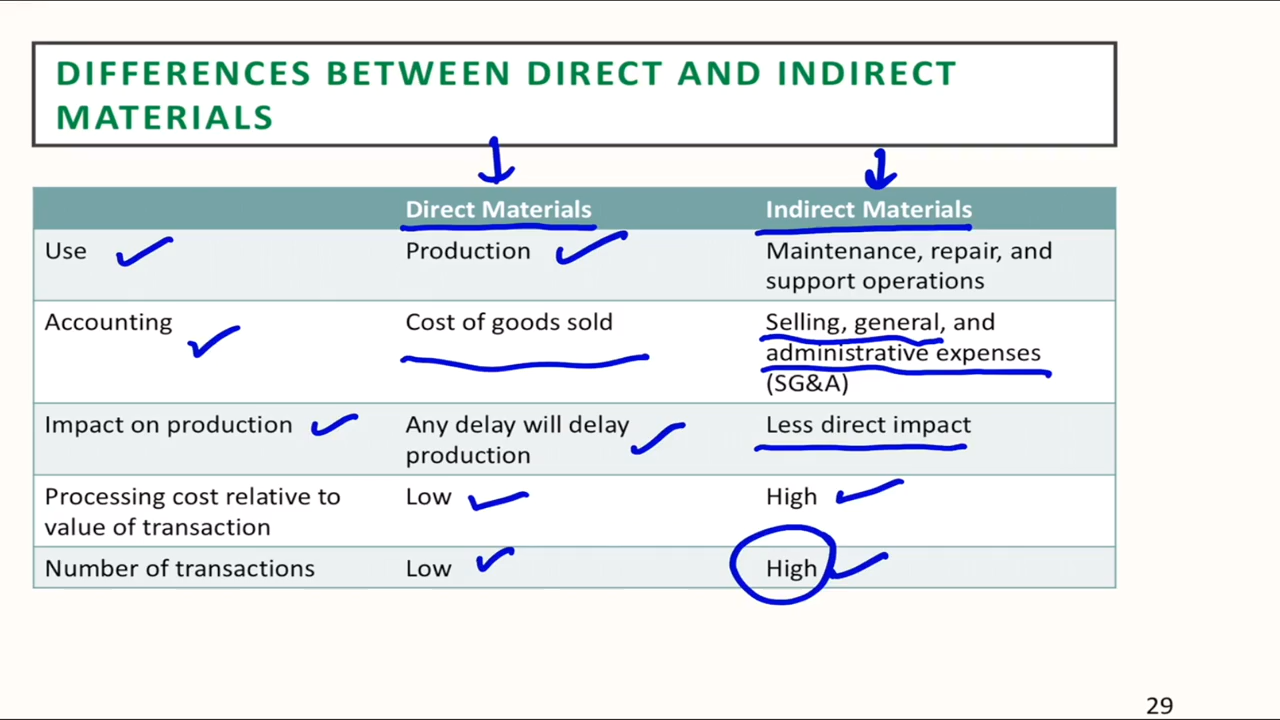 DIFFERENCES BETWEEN DIRECT AND INDIRECT
MATERIALS
Direct Materials Indirect Materials
Use Production Maintenance, repair, and
support operations
Accounting Cost of goods sold Selling, general, and
administrative expenses
(SG&A)
Impact on production Any delay will delay Less direct impact
production
Processing cost relative to Low High
value of transaction
Number of transactions Low High
29